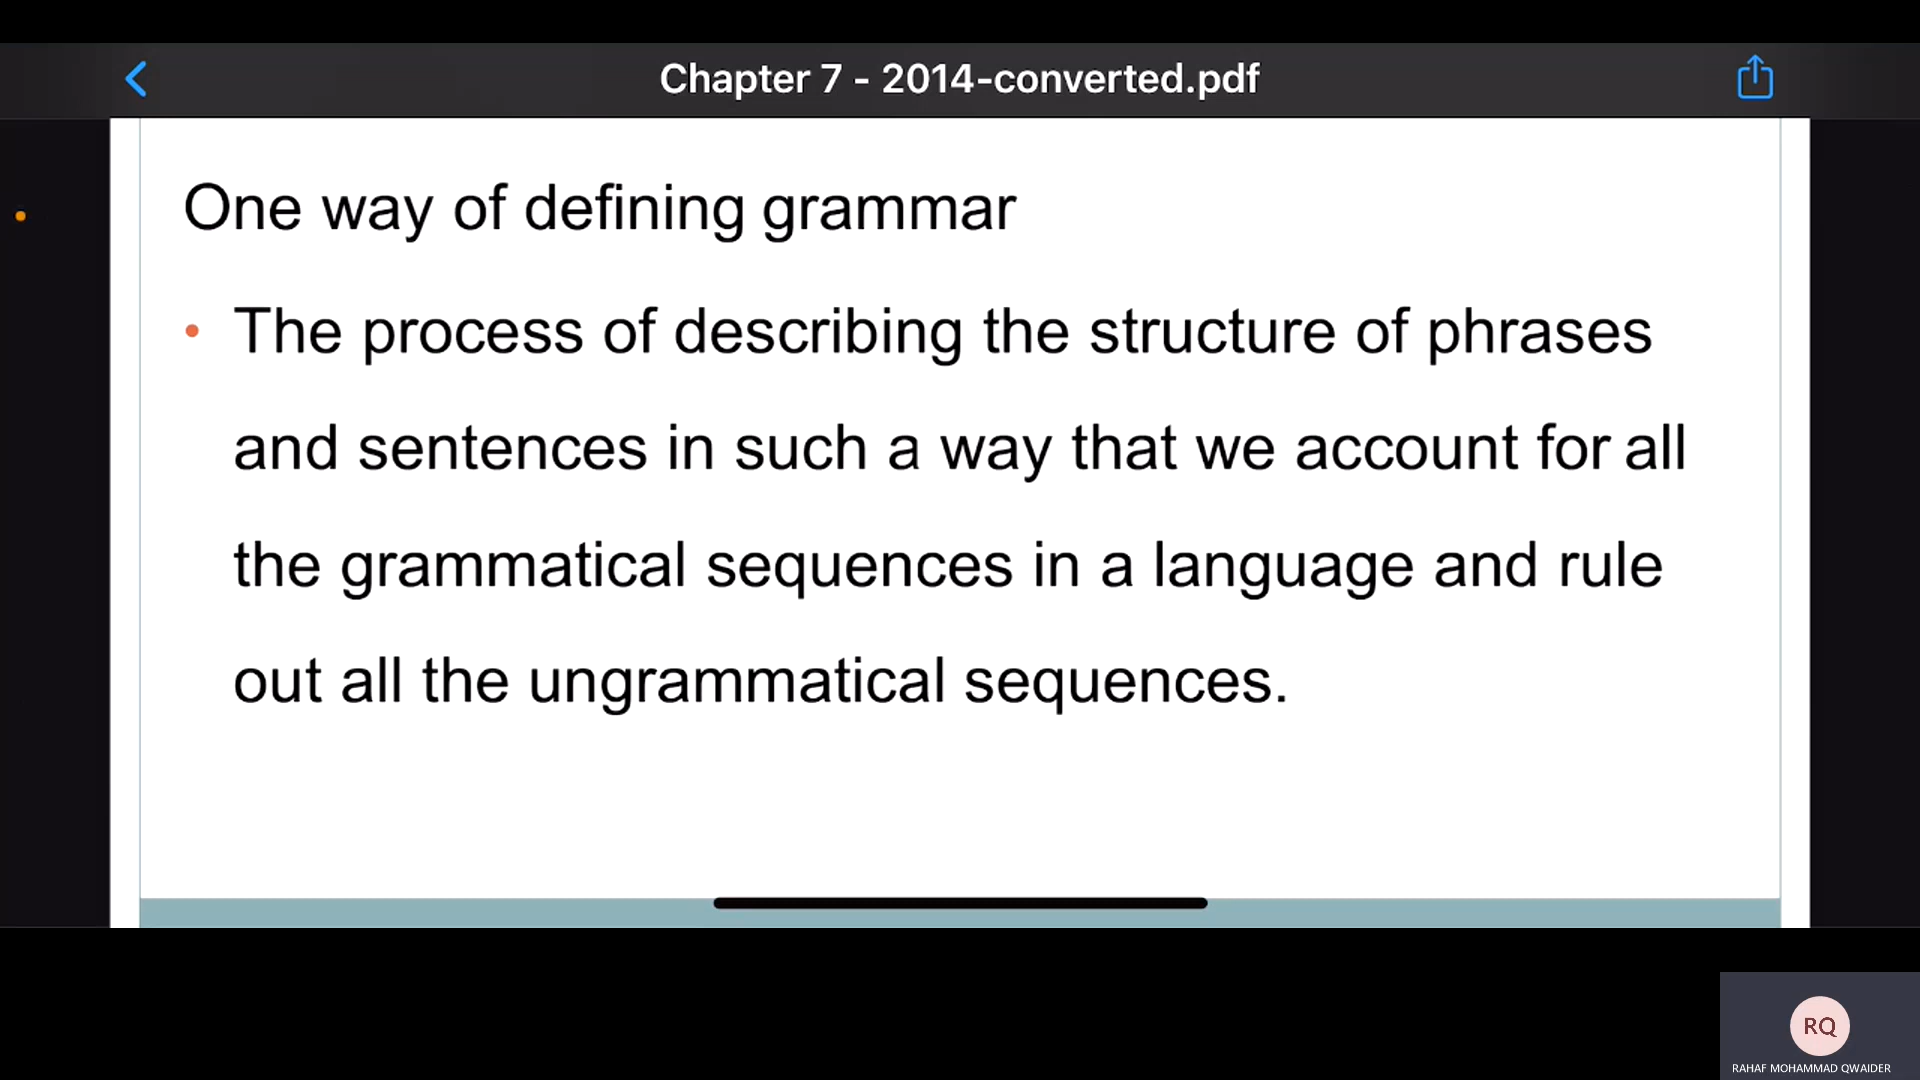 Chapter 7 - 2014-converted.pdf
One way of defining grammar
• The process of describing the structure of phrases
and sentences in such a way that we account for all
the grammatical sequences in a language and rule
out all the ungrammatical sequences.
RQ
RAHAF MOHAMMAD QWAIDER